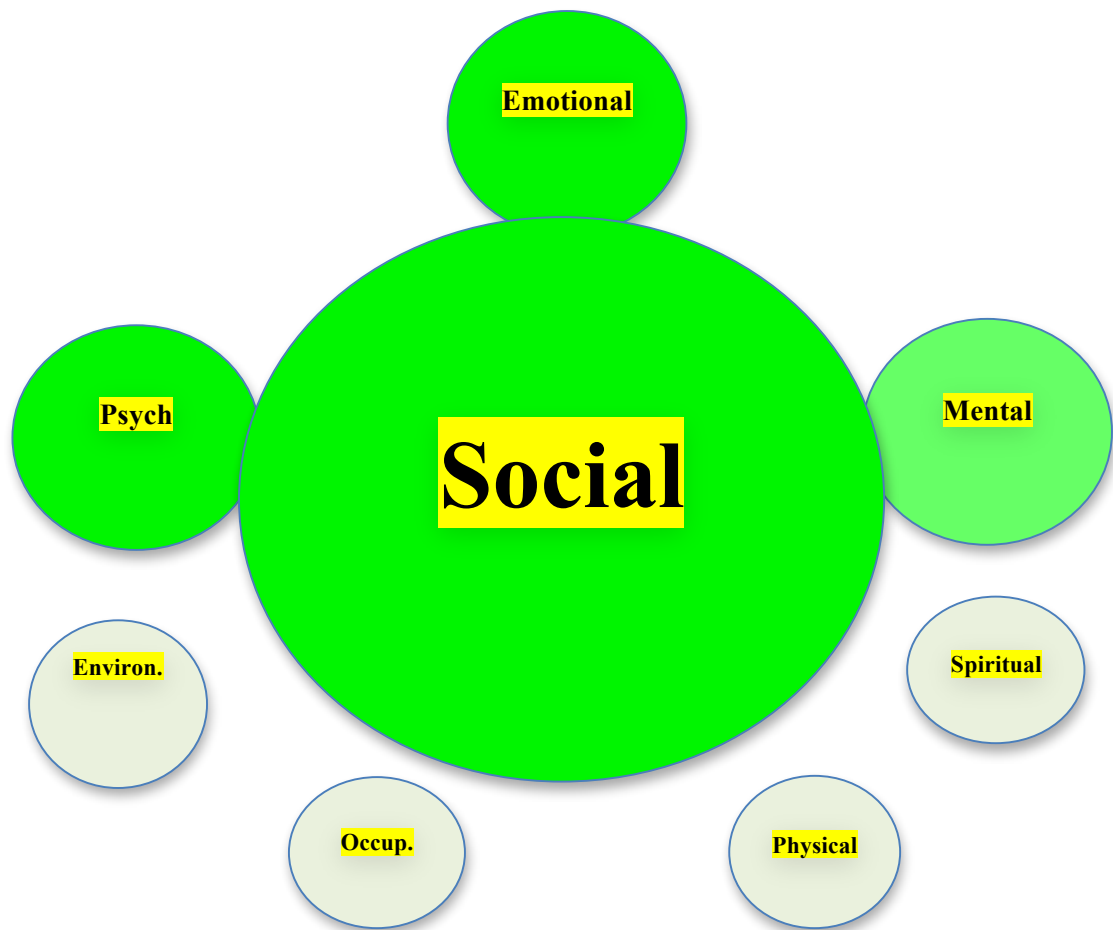 Emotional
Psych
Mental
Social
Environ.
Spiritual
Occup.
Physical